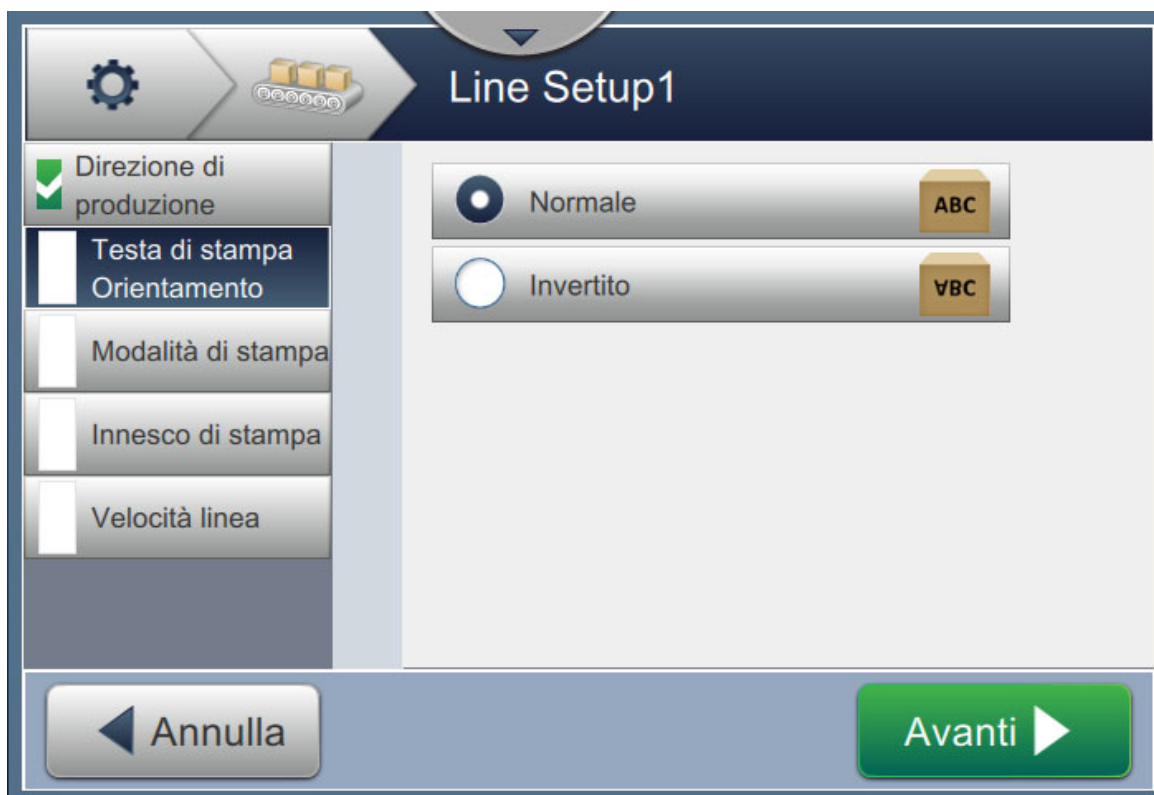 Line Setup1
Direzione di
produzione
Testa di stampa
Orientamento
Modalità di stampa
Innesco di stampa
Velocità linea
Normale
ABC
Invertito
∀BC
Annulla
Avanti